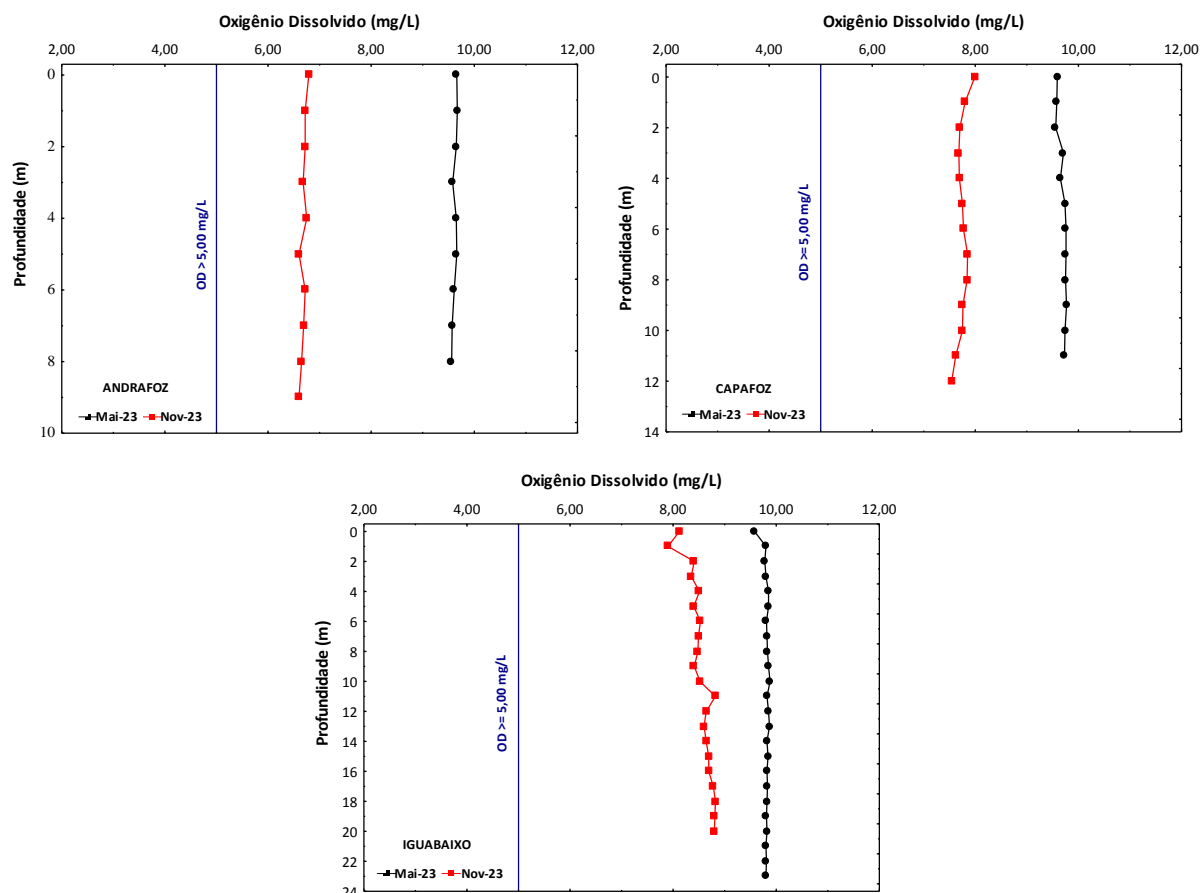 Oxigênio Dissolvido (mg/L)
2,00 4,00 6,00 8,00 10,00 12,00
0
2
4
6
8
10
Profundidade (m)
OD > 5,00 mg/L
ANDRAFOZ
Mai-23 Nov-23
Oxigênio Dissolvido (mg/L)
2,00 4,00 6,00 8,00 10,00 12,00
0
2
4
6
8
10
12
14
Profundidade (m)
OD >= 5,00 mg/L
CAPAFOZ
Mai-23 Nov-23
Oxigênio Dissolvido (mg/L)
2,00 4,00 6,00 8,00 10,00 12,00
0
2
4
6
8
10
12
14
16
18
20
22
24
Profundidade (m)
OD >= 5,00 mg/L
IGUABAIXO
Mai-23 Nov-23